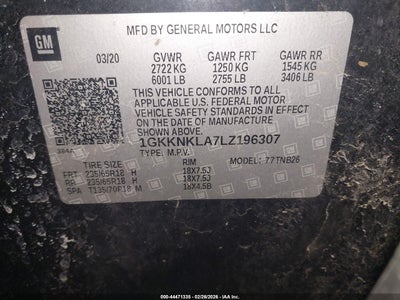 GM
MFD BY GENERAL MOTORS LLC
03/20 GVWR GAWR FRT GAWR RR
2722 KG 1250 KG 1545 KG
6001 LB 2755 LB 3406 LB
THIS VEHICLE CONFORMS TO ALL
APPLICABLE U.S. FEDERAL MOTOR
VEHICLE SAFETY STANDARDS IN EFFECT
ON THE DATE OF MANUFACTURE
SHOWN ABOVE.
1GKKNKLA7LZ196307
TYPE: M.P.V. MODEL: 77TNB26
TIRE SIZE RIM
FRT 235/65R18 H 18X7.5J
RR 235/65R18 H 18X7.5J
SPA T135/70R18 M 18X4.5B
Owner: 44471335 - 02/26/2026 - IAA, Inc.